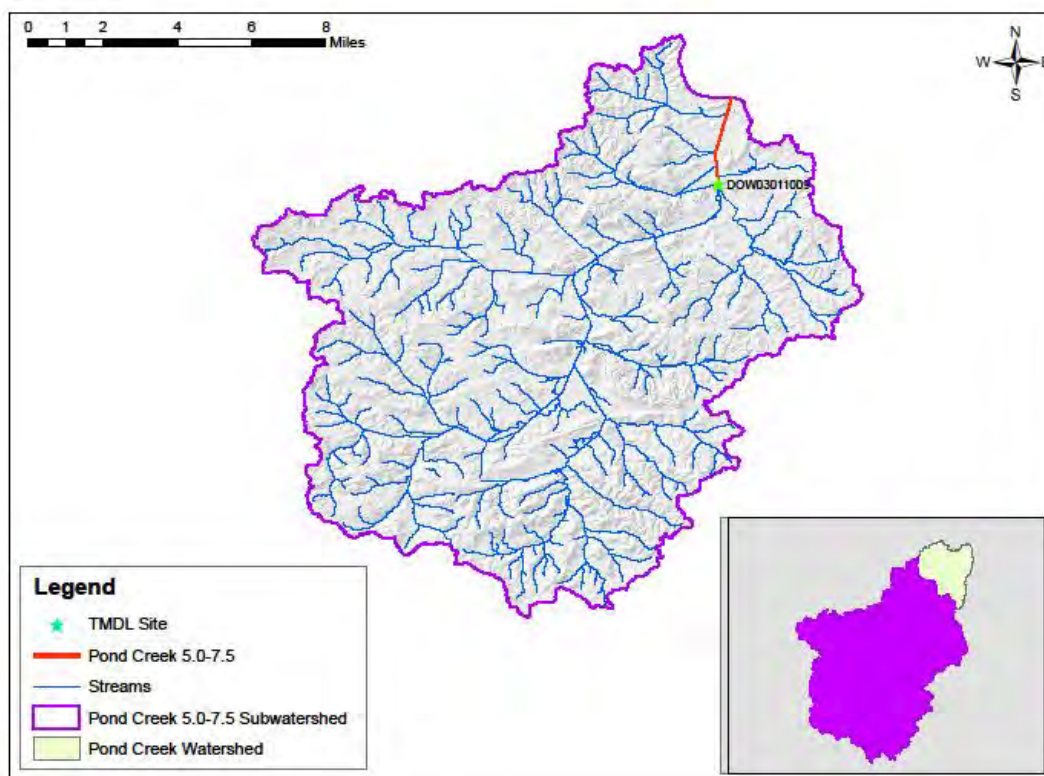 0 1 2 4 6 8
Miles
N
W E
S
DOW03011009
Legend
TMDL Site
Pond Creek 5.0-7.5
Streams
Pond Creek 5.0-7.5 Subwatershed
Pond Creek Watershed